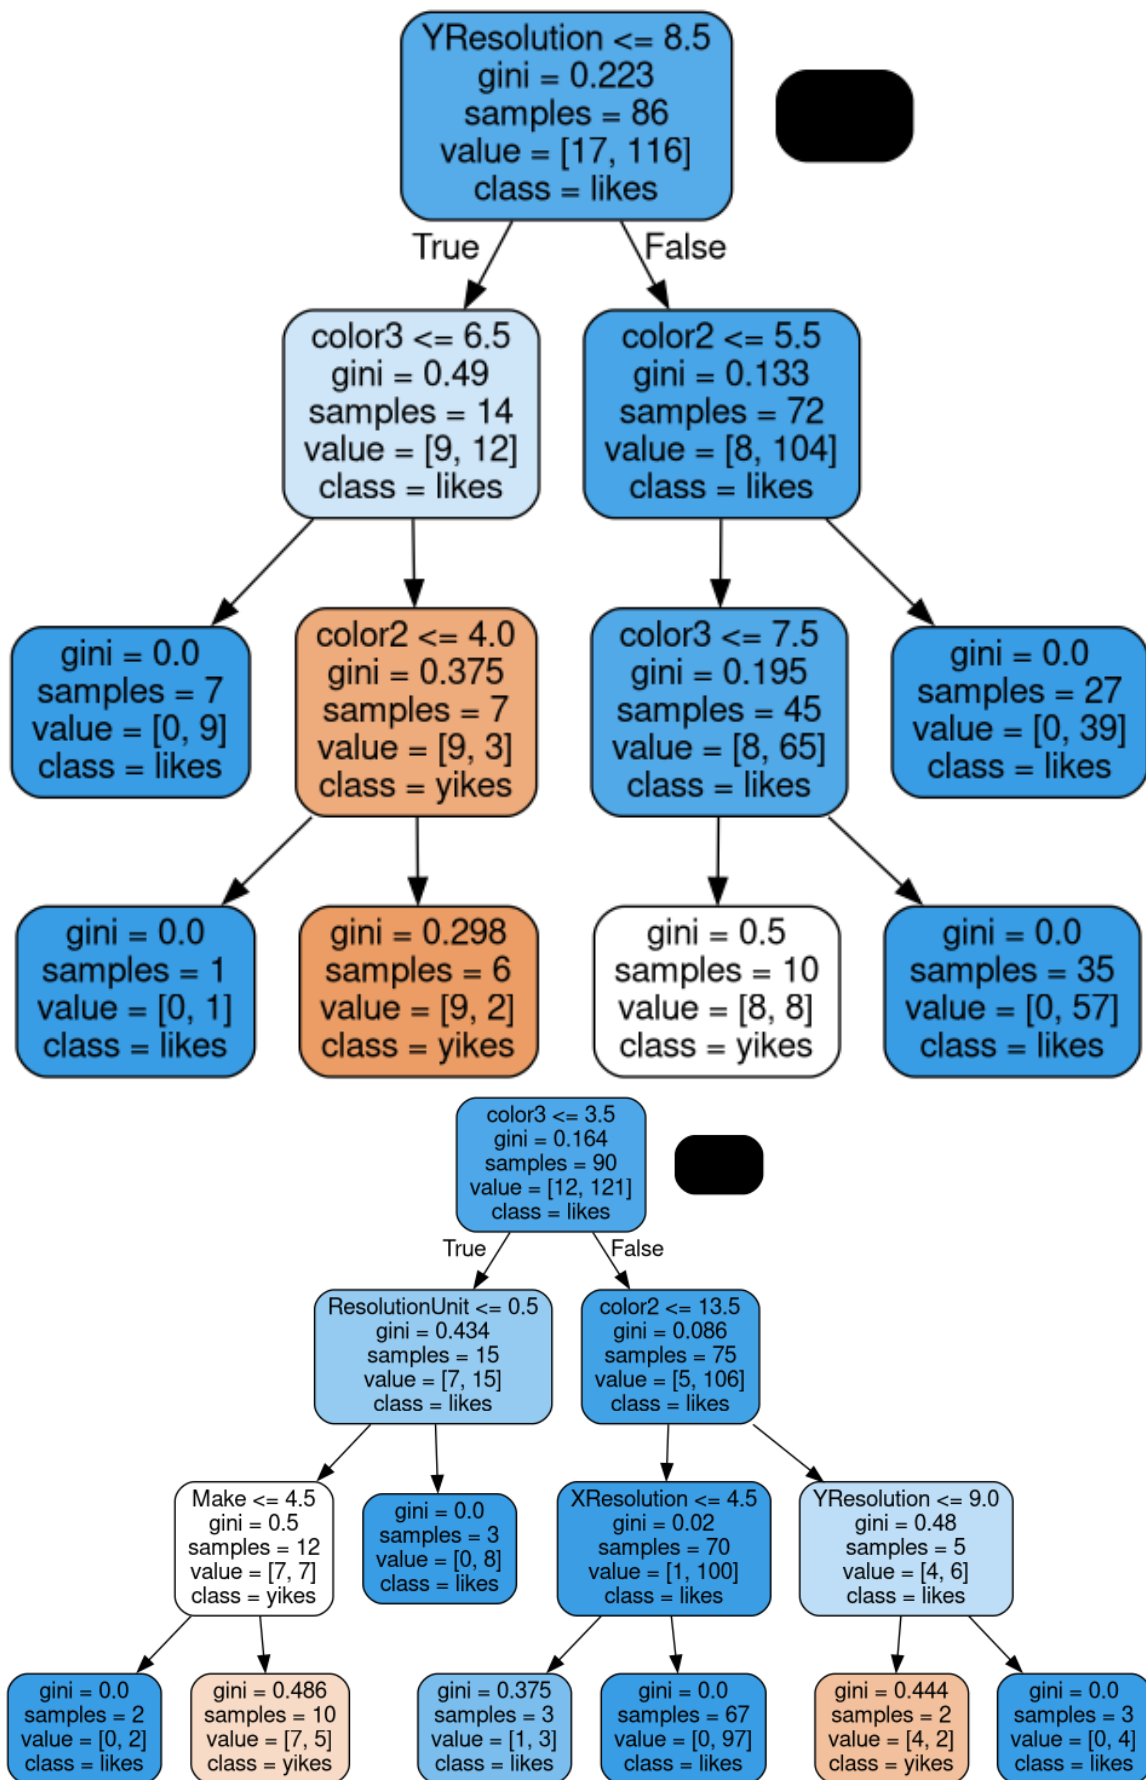 YResolution <= 8.5
gini = 0.223
samples = 86
value = [17, 116]
class = likes
True
False
color3 <= 6.5
gini = 0.49
samples = 14
value = [9, 12]
class = likes
color2 <= 5.5
gini = 0.133
samples = 72
value = [8, 104]
class = likes
gini = 0.0
samples = 7
value = [0, 9]
class = likes
color2 <= 4.0
gini = 0.375
samples = 7
value = [9, 3]
class = yikes
color3 <= 7.5
gini = 0.195
samples = 45
value = [8, 65]
class = likes
gini = 0.0
samples = 27
value = [0, 39]
class = likes
gini = 0.0
samples = 1
value = [0, 1]
class = likes
gini = 0.298
samples = 6
value = [9, 2]
class = yikes
gini = 0.5
samples = 10
value = [8, 8]
class = yikes
gini = 0.0
samples = 35
value = [0, 57]
class = likes
color3 <= 3.5
gini = 0.164
samples = 90
value = [12, 121]
class = likes
True
False
ResolutionUnit <= 0.5
gini = 0.434
samples = 15
value = [7, 15]
class = likes
color2 <= 13.5
gini = 0.086
samples = 75
value = [5, 106]
class = likes
Make <= 4.5
gini = 0.5
samples = 12
value = [7, 7]
class = yikes
gini = 0.0
samples = 3
value = [0, 8]
class = likes
XResolution <= 4.5
gini = 0.02
samples = 70
value = [1, 100]
class = likes
YResolution <= 9.0
gini = 0.48
samples = 5
value = [4, 6]
class = likes
gini = 0.0
samples = 2
value = [0, 2]
class = likes
gini = 0.486
samples = 10
value = [7, 5]
class = yikes
gini = 0.375
samples = 3
value = [1, 3]
class = likes
gini = 0.0
samples = 67
value = [0, 97]
class = likes
gini = 0.444
samples = 2
value = [4, 2]
class = yikes
gini = 0.0
samples = 3
value = [0, 4]
class = likes